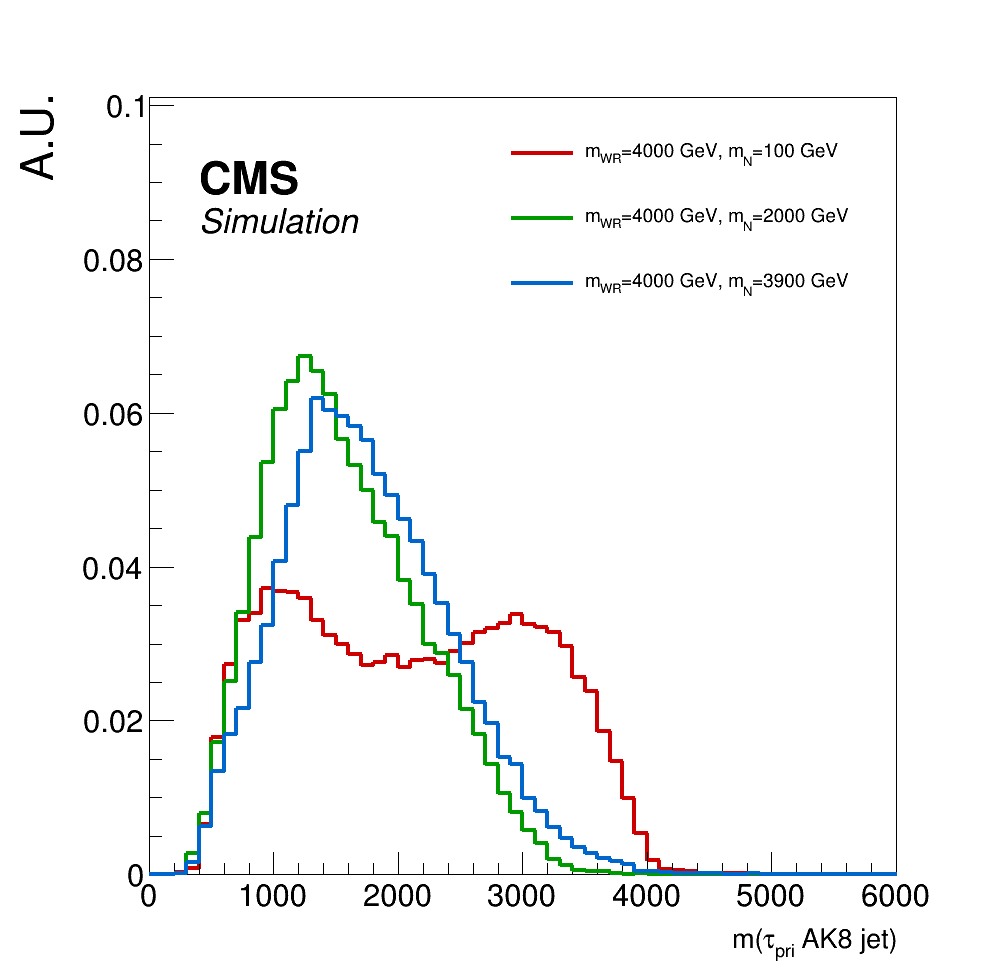 A.U.
0.1
0.08
0.06
0.04
0.02
0
CMS
Simulation
m_WR=4000 GeV, m_N=100 GeV
m_WR=4000 GeV, m_N=2000 GeV
m_WR=4000 GeV, m_N=3900 GeV
0 1000 2000 3000 4000 5000 6000
m(τ_pri AK8 jet)